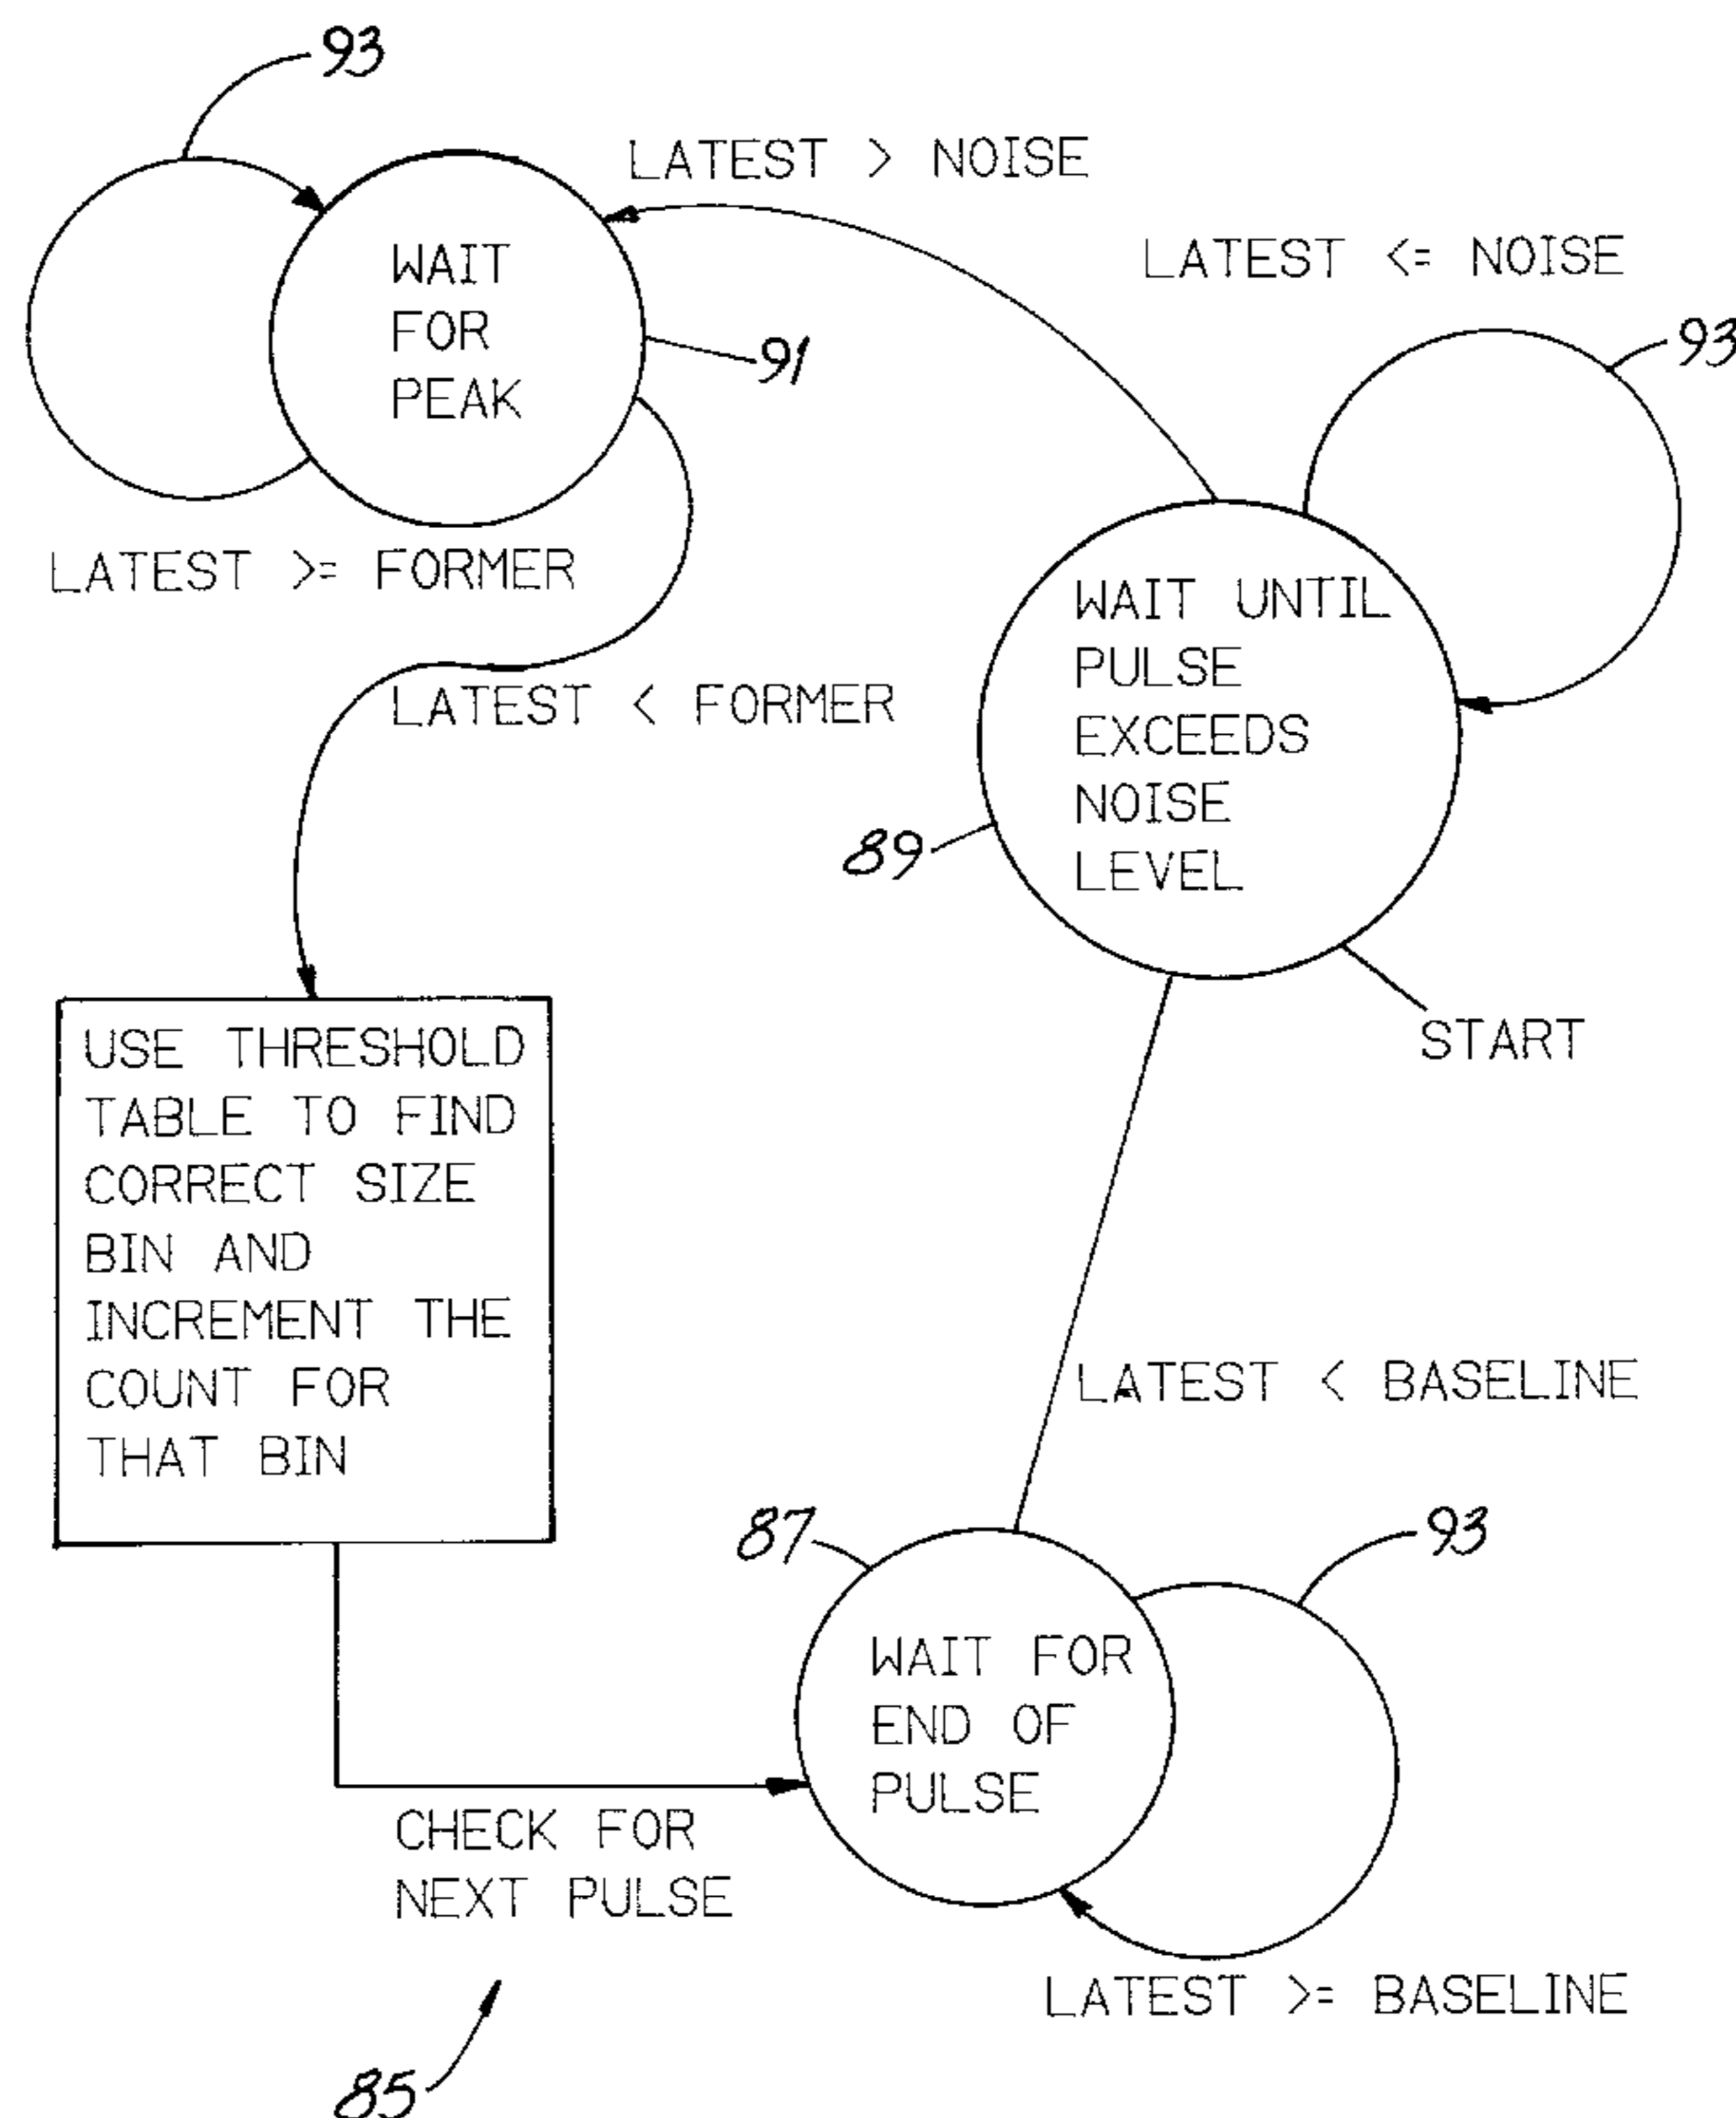 93
LATEST > NOISE
LATEST <= NOISE
WAIT
FOR
PEAK
91
93
LATEST >= FORMER
LATEST < FORMER
WAIT UNTIL
PULSE
EXCEEDS
NOISE
LEVEL
89
START
USE THRESHOLD
TABLE TO FIND
CORRECT SIZE
BIN AND
INCREMENT THE
COUNT FOR
THAT BIN
LATEST < BASELINE
87
93
WAIT FOR
END OF
PULSE
CHECK FOR
NEXT PULSE
LATEST >= BASELINE
85